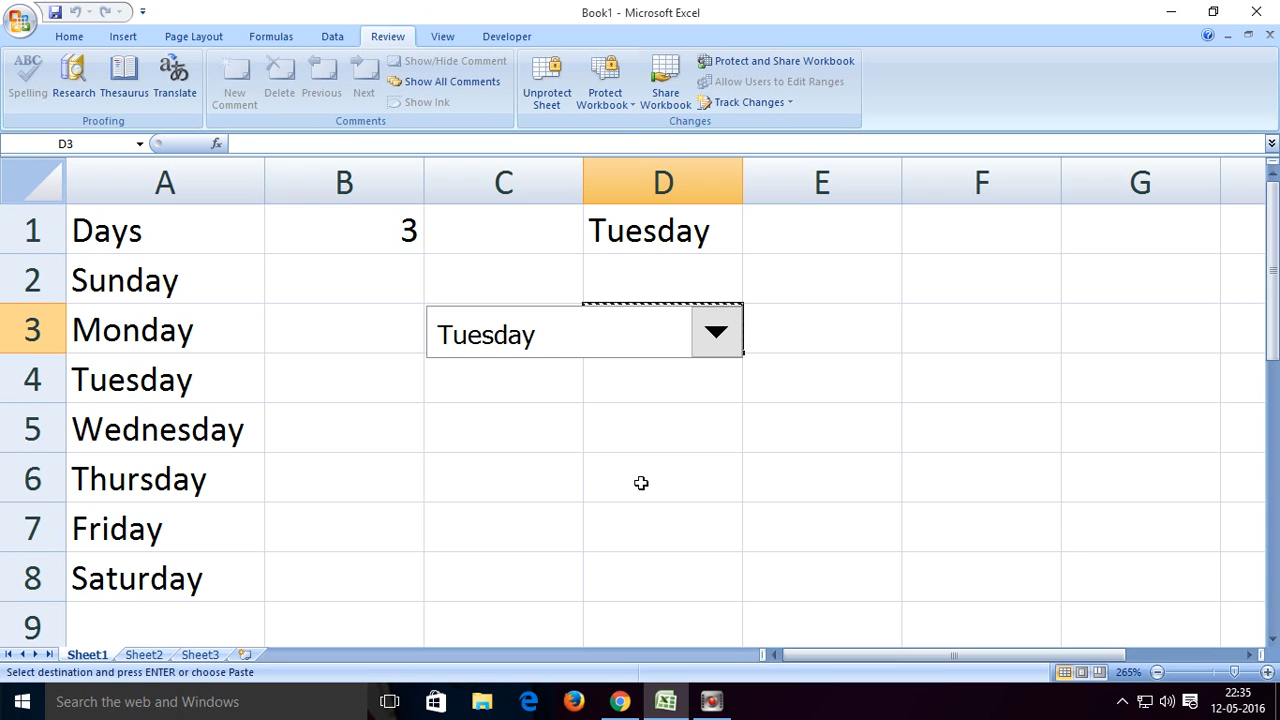 Book1 - Microsoft Excel
Home Insert Page Layout Formulas Data Review View Developer
ABC
Spelling Research Thesaurus Translate
Proofing
New Comment Delete Previous Next
Show/Hide Comment
Show All Comments
Show Ink
Comments
Unprotect Sheet Protect Workbook Share Workbook
Protect and Share Workbook
Allow Users to Edit Ranges
Track Changes
Changes
D3 fx
A B C D E F G
1 Days 3 Tuesday
2 Sunday
3 Monday Tuesday
4 Tuesday
5 Wednesday
6 Thursday
7 Friday
8 Saturday
9
Sheet1 Sheet2 Sheet3
Select destination and press ENTER or choose Paste 265%
Search the web and Windows
22:35
12-05-2016